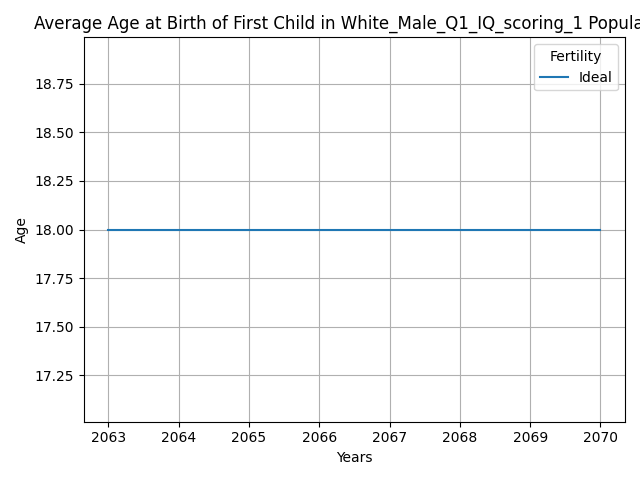 Average Age at Birth of First Child in White_Male_Q1_IQ_scoring_1 Popula
Fertility
Ideal
18.75
18.50
18.25
18.00
17.75
17.50
17.25
Age
2063 2064 2065 2066 2067 2068 2069 2070
Years